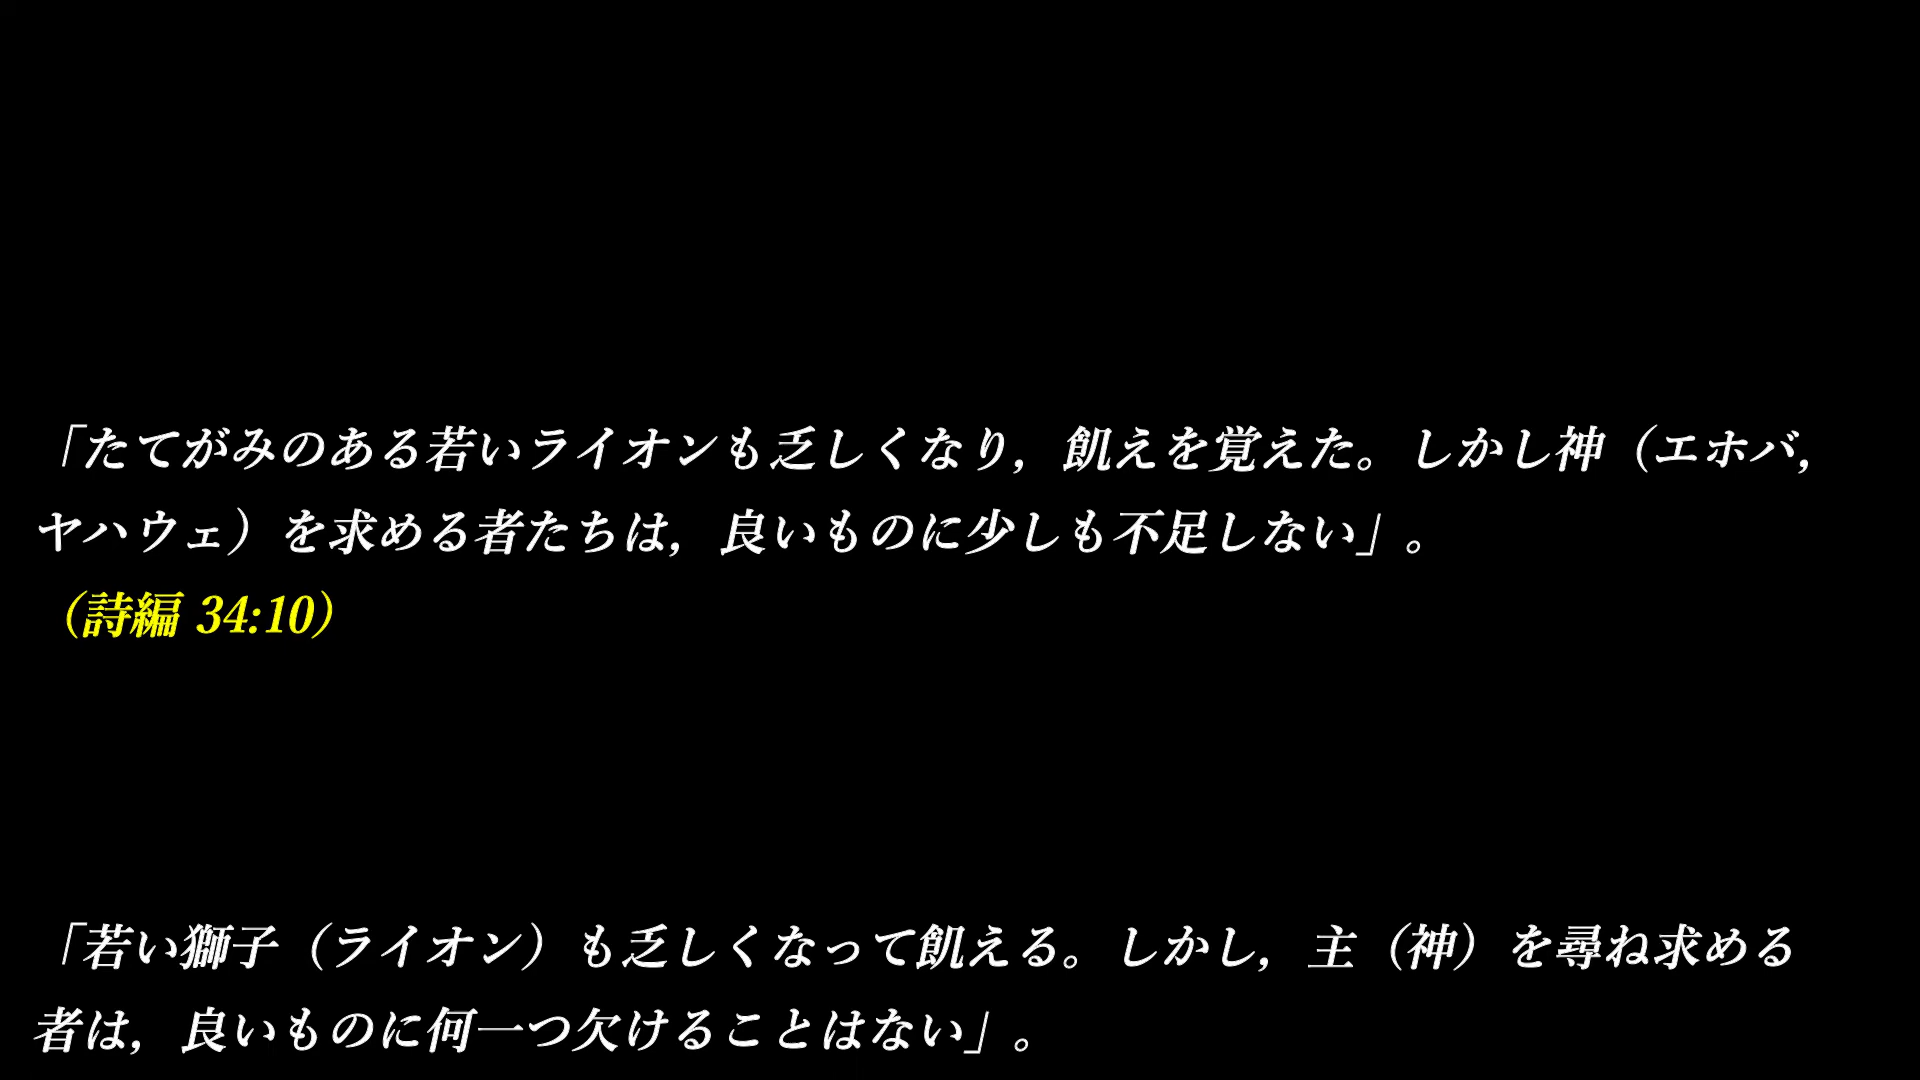 「たてがみのある若いライオンも乏しくなり，飢えを覚えた。しかし神（エホバ，
ヤハウェ）を求める者たちは，良いものに少しも不足しない」。
（詩編 34:10）
「若い獅子（ライオン）も乏しくなって飢える。しかし，主（神）を尋ね求める
者は，良いものに何一つ欠けることはない」。